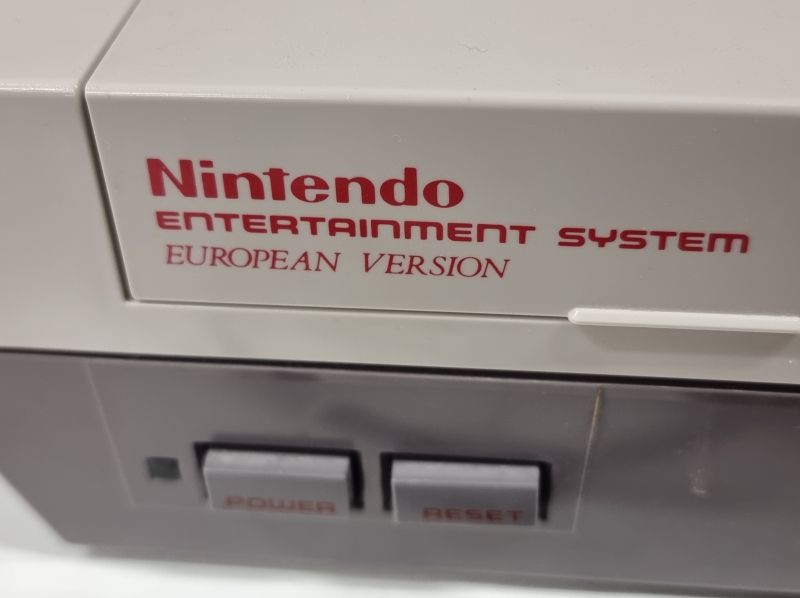 Nintendo
ENTERTAINMENT SYSTEM
EUROPEAN VERSION
POWER RESET